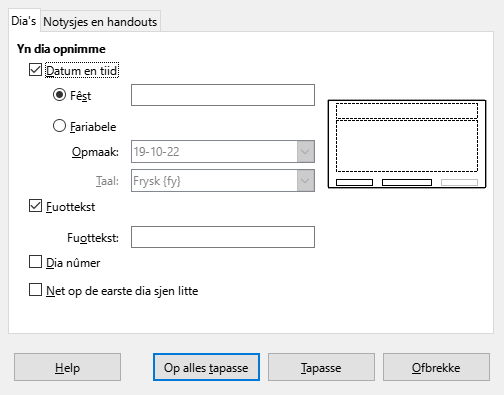 Dia's
Notysjes en handouts
Yn dia opnimme
Datum en tiid
Fêst
Fariabele
Opmaak:
19-10-22
Taal:
Frysk {fy}
Fuottekst
Fuottekst:
Dia nûmer
Net op de earste dia sjen litte
Help
Op alles tapasse
Tapasse
Ofbrekke